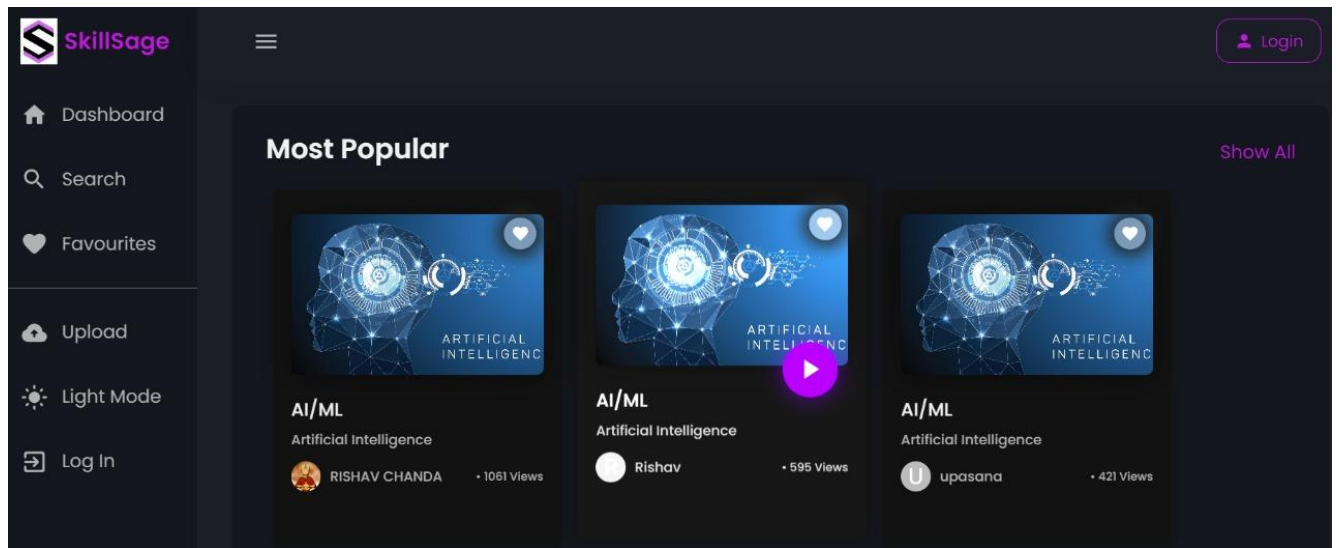 SkillSage
Login
Dashboard
Search
Favourites
Upload
Light Mode
Log In
Most Popular
Show All
ARTIFICIAL
INTELLIGENC
AI/ML
Artificial Intelligence
RISHAV CHANDA • 1061 Views
ARTIFICIAL
INTELLIGENC
AI/ML
Artificial Intelligence
R
Rishav • 595 Views
ARTIFICIAL
INTELLIGENC
AI/ML
Artificial Intelligence
U
upasana • 421 Views